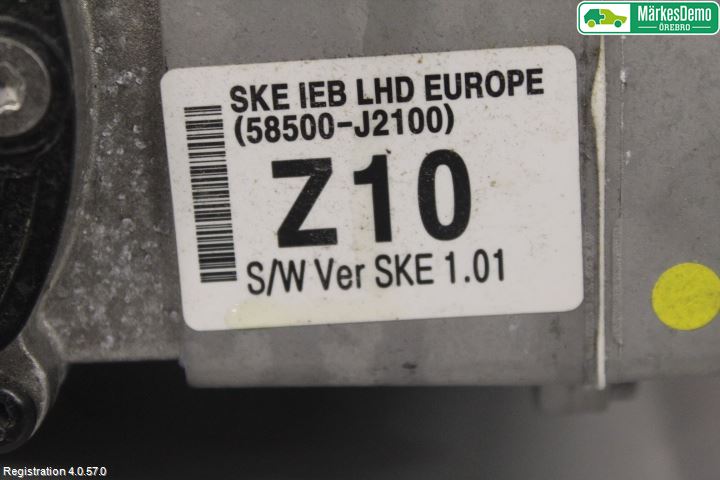 MärkesDemo
ÖREBRO
SKE IEB LHD EUROPE
(58500-J2100)
Z10
S/W Ver SKE 1.01
Registration 4.0.57.0